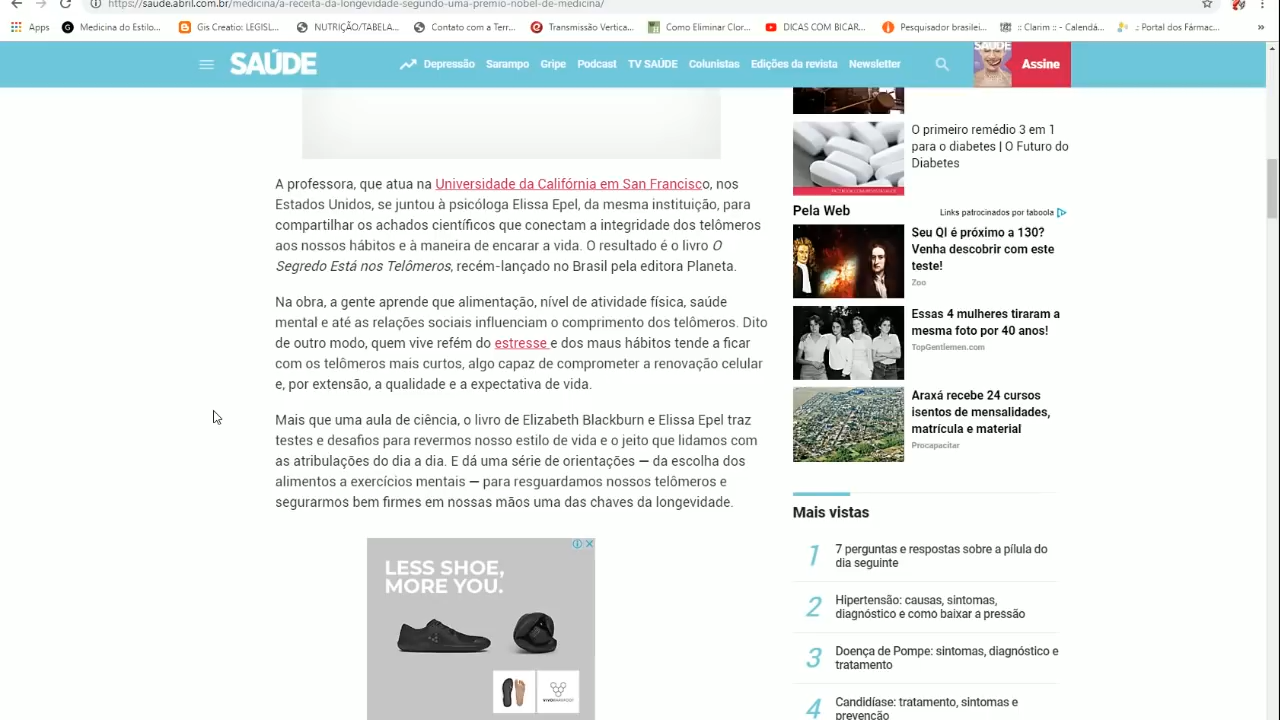 https://saude.abril.com.br/medicina/a-receita-da-longevidade-segundo-uma-premio-nobel-de-medicina/
Apps
Medicina do Estilo...
Gis Creatio: LEGISL...
NUTRIÇÃO/TABELA...
Contato com a Terr...
Transmissão Vertica...
Como Eliminar Clor...
DICAS COM BICAR...
Pesquisador brasilei...
:: Clarim :: - Calendá...
.: Portal dos Fármac...
SAÚDE
Depressão
Sarampo
Gripe
Podcast
TV SAÚDE
Colunistas
Edições da revista
Newsletter
SAÚDE
Assine
A professora, que atua na Universidade da Califórnia em San Francisco, nos
Estados Unidos, se juntou à psicóloga Elissa Epel, da mesma instituição, para
compartilhar os achados científicos que conectam a integridade dos telômeros
aos nossos hábitos e à maneira de encarar a vida. O resultado é o livro O
Segredo Está nos Telômeros, recém-lançado no Brasil pela editora Planeta.
Na obra, a gente aprende que alimentação, nível de atividade física, saúde
mental e até as relações sociais influenciam o comprimento dos telômeros. Dito
de outro modo, quem vive refém do estresse e dos maus hábitos tende a ficar
com os telômeros mais curtos, algo capaz de comprometer a renovação celular
e, por extensão, a qualidade e a expectativa de vida.
Mais que uma aula de ciência, o livro de Elizabeth Blackburn e Elissa Epel traz
testes e desafios para revermos nosso estilo de vida e o jeito que lidamos com
as atribulações do dia a dia. E dá uma série de orientações — da escolha dos
alimentos a exercícios mentais — para resguardamos nossos telômeros e
segurarmos bem firmes em nossas mãos uma das chaves da longevidade.
LESS SHOE,
MORE YOU.
O primeiro remédio 3 em 1
para o diabetes | O Futuro do
Diabetes
Pela Web
Links patrocinados por taboola
Seu QI é próximo a 130?
Venha descobrir com este
teste!
Zoo
Essas 4 mulheres tiraram a
mesma foto por 40 anos!
TopGentlemen.com
Araxá recebe 24 cursos
isentos de mensalidades,
matrícula e material
Procapacitar
Mais vistas
1
7 perguntas e respostas sobre a pílula do
dia seguinte
2
Hipertensão: causas, sintomas,
diagnóstico e como baixar a pressão
3
Doença de Pompe: sintomas, diagnóstico e
tratamento
4
Candidíase: tratamento, sintomas e
prevenção